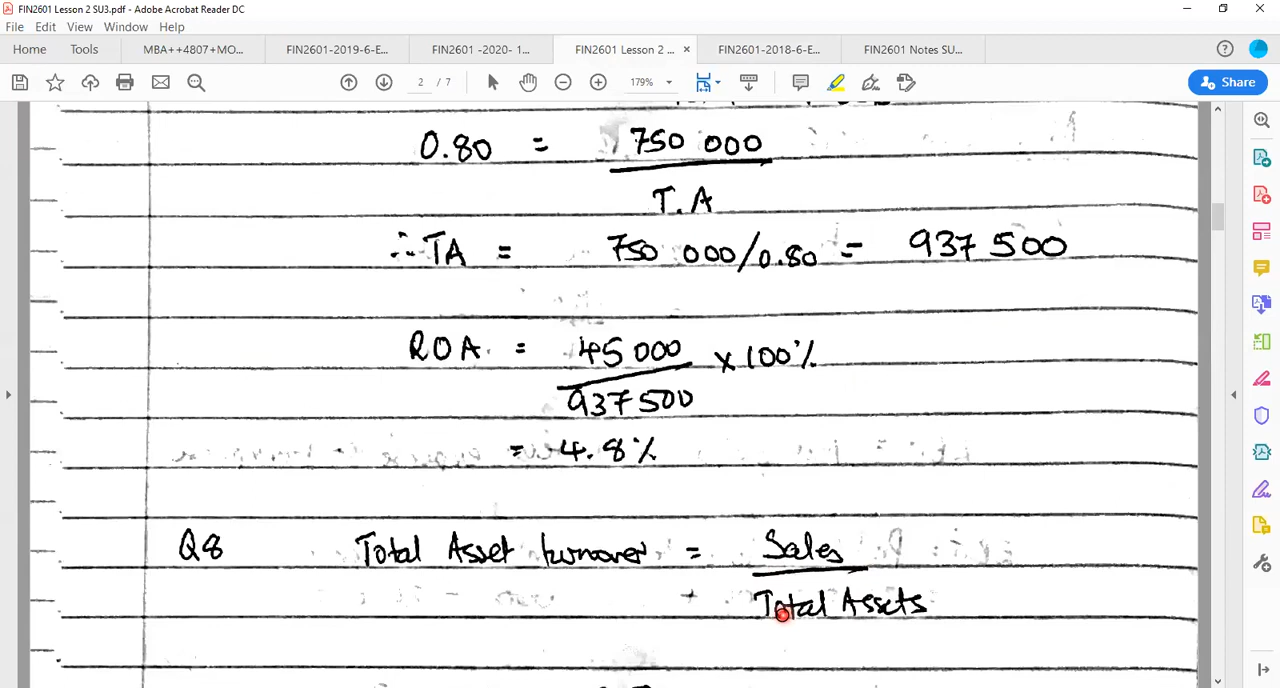 FIN2601 Lesson 2 SU3.pdf - Adobe Acrobat Reader DC
File Edit View Window Help
Home Tools MBA++4807+MO... FIN2601-2019-6-E... FIN2601 -2020- 1... FIN2601 Lesson 2 ... × FIN2601-2018-6-E... FIN2601 Notes SU...
2 / 7 179% Share
0.80 = 750 000
T.A
∴ TA = 750 000/0.80 = 937 500
ROA = 45 000 × 100%
937 500
= 4.8%
Q8 Total Asset turnover = Sales
Total Assets